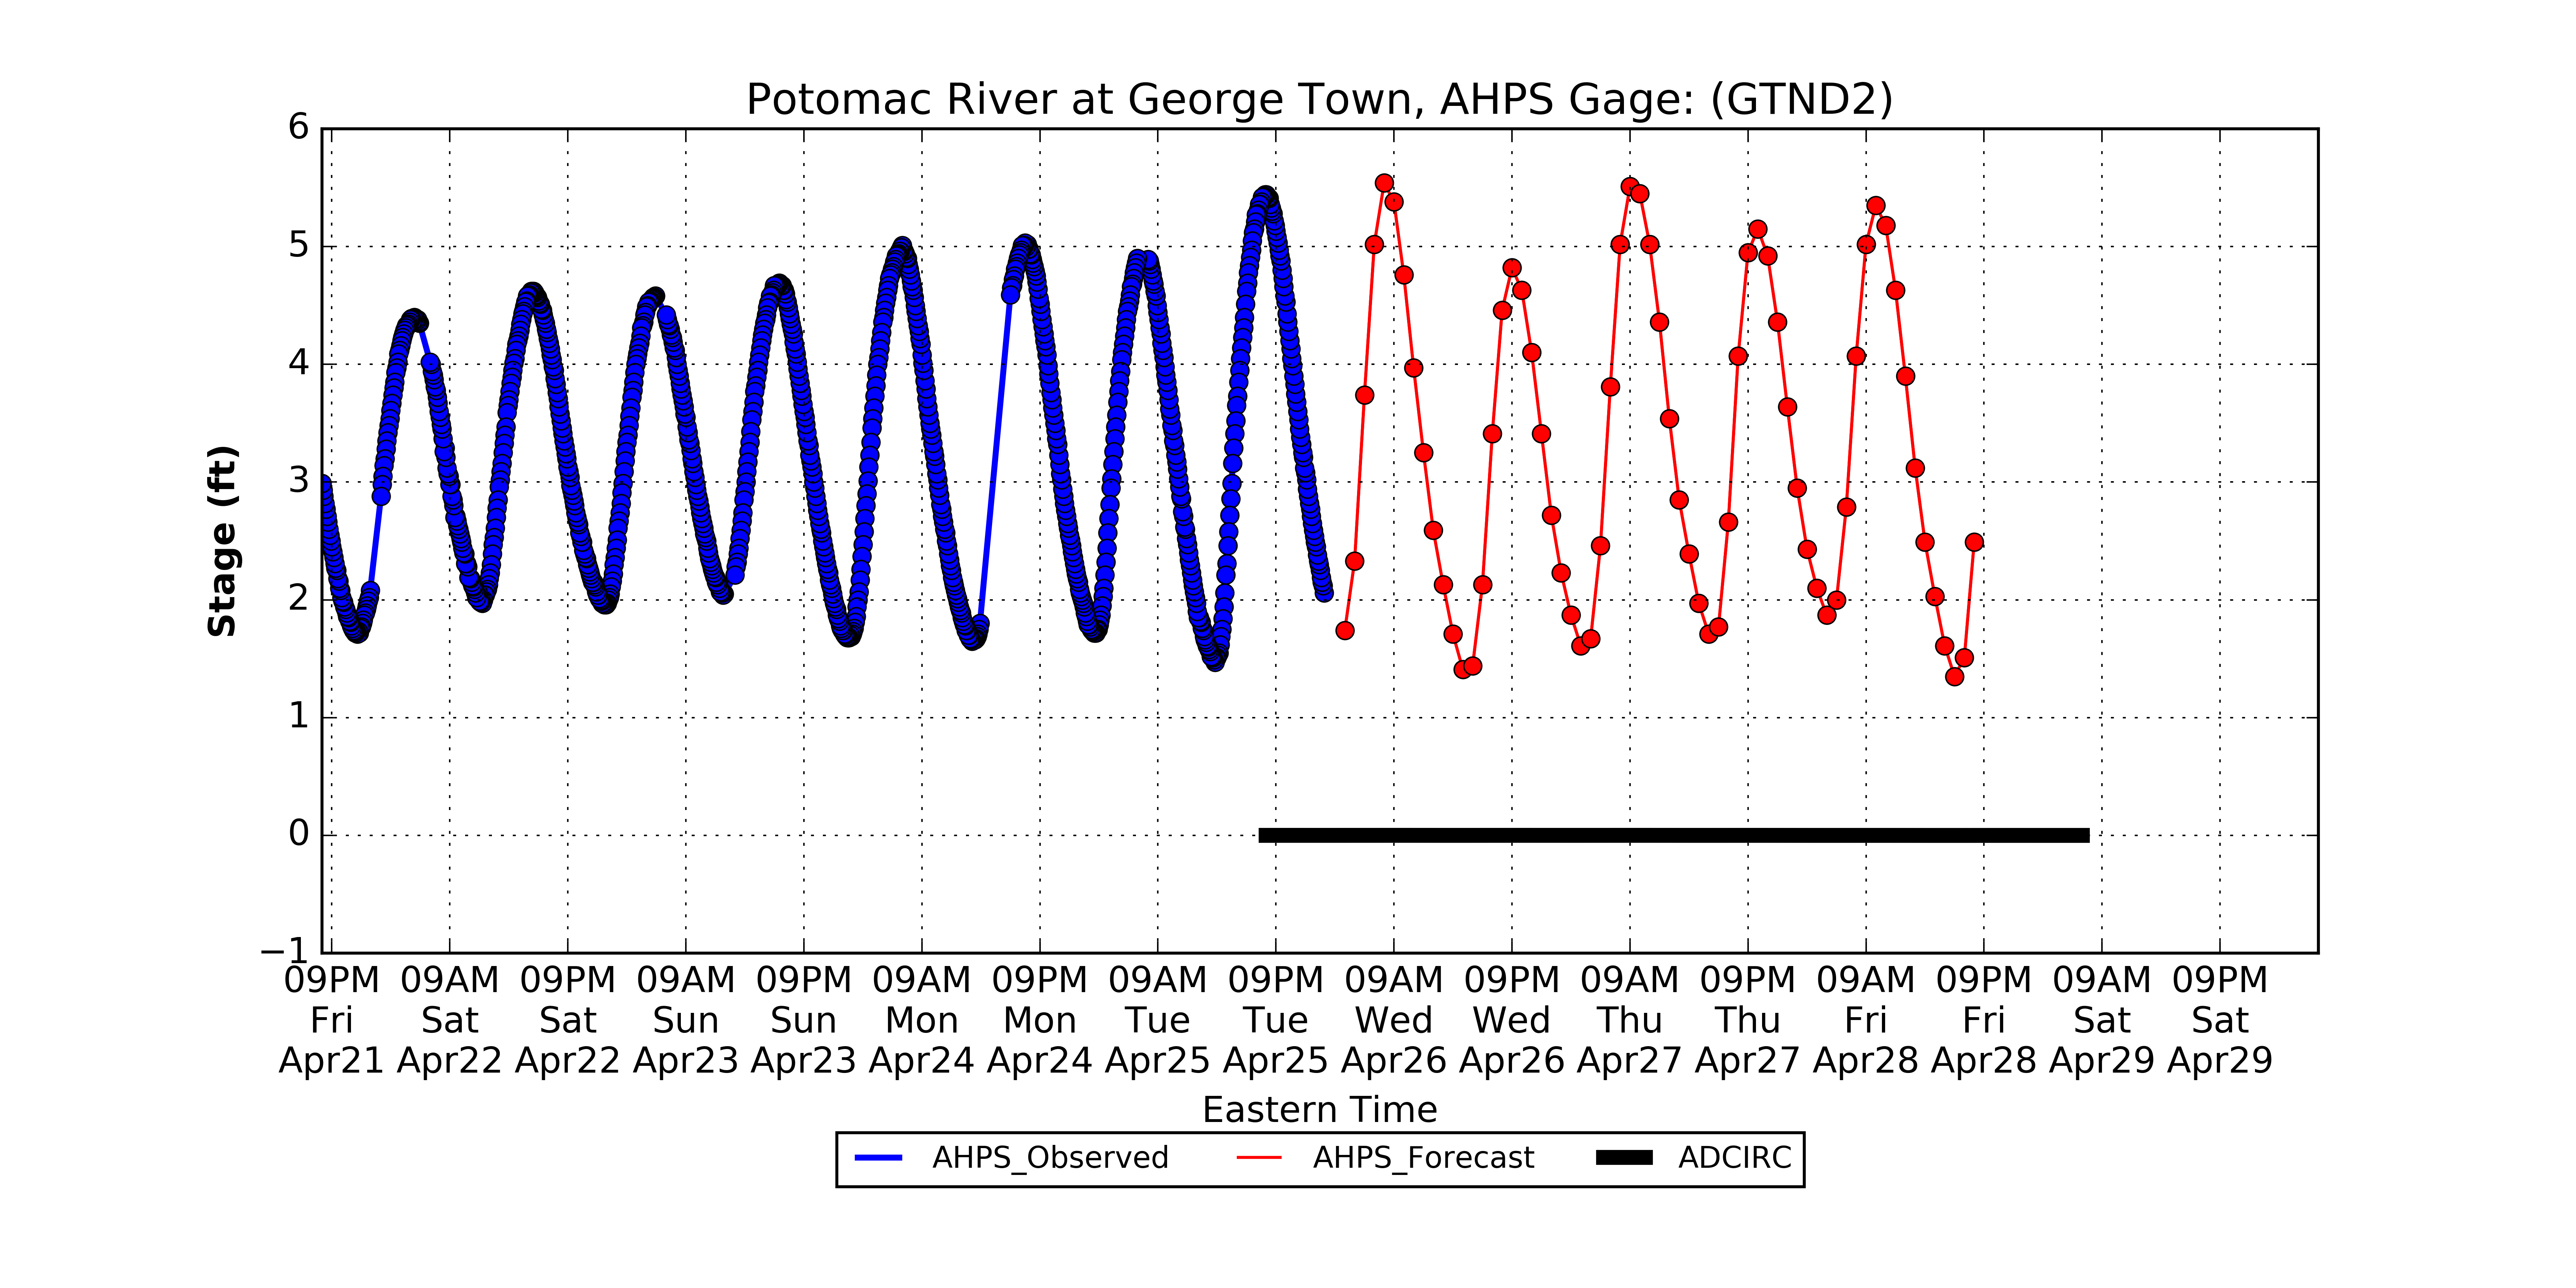 Potomac River at George Town, AHPS Gage: (GTND2)
6
5
4
3
2
1
0
−1
Stage (ft)
09PM 09AM 09PM 09AM 09PM 09AM 09PM 09AM 09PM 09AM 09PM 09AM 09PM 09AM 09PM 09AM 09PM
Fri Sat Sat Sun Sun Mon Mon Tue Tue Wed Wed Thu Thu Fri Fri Sat Sat
Apr21 Apr22 Apr22 Apr23 Apr23 Apr24 Apr24 Apr25 Apr25 Apr26 Apr26 Apr27 Apr27 Apr28 Apr28 Apr29 Apr29
Eastern Time
AHPS_Observed AHPS_Forecast ADCIRC